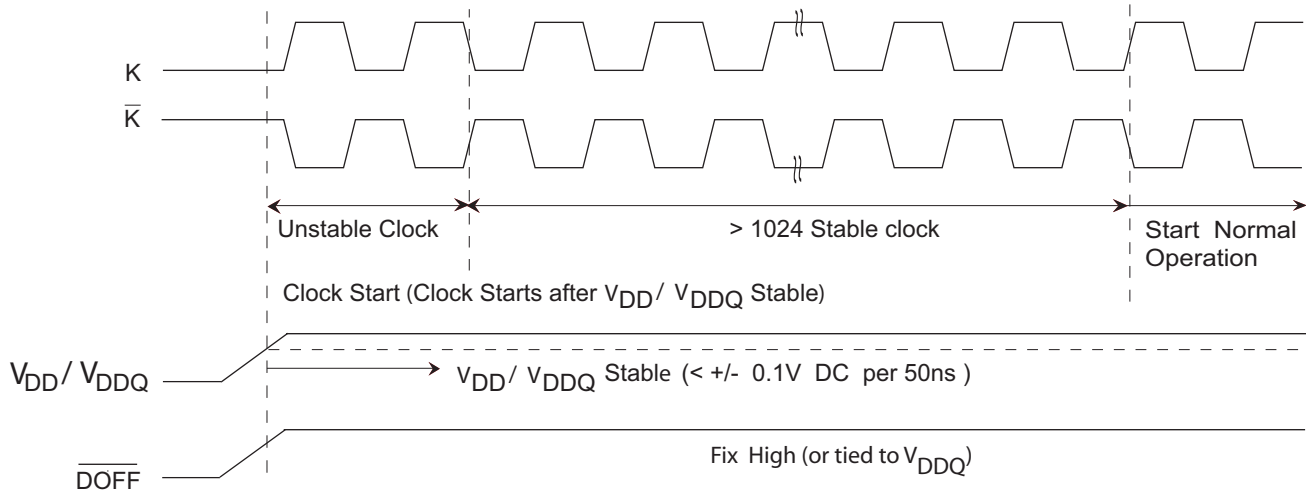 K
K̅
Unstable Clock
> 1024 Stable clock
Start Normal
Operation
Clock Start (Clock Starts after VDD / VDDQ Stable)
VDD / VDDQ
VDD / VDDQ Stable (< +/- 0.1V DC per 50ns )
Fix High (or tied to VDDQ)
D̅O̅F̅F̅